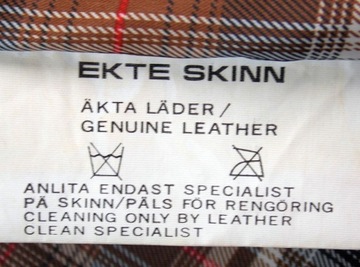 EKTE SKINN
ÄKTA LÄDER/
GENUINE LEATHER
ANLITA ENDAST SPECIALIST
PÅ SKINN/PÄLS FÖR RENGÖRING
CLEANING ONLY BY LEATHER
CLEAN SPECIALIST